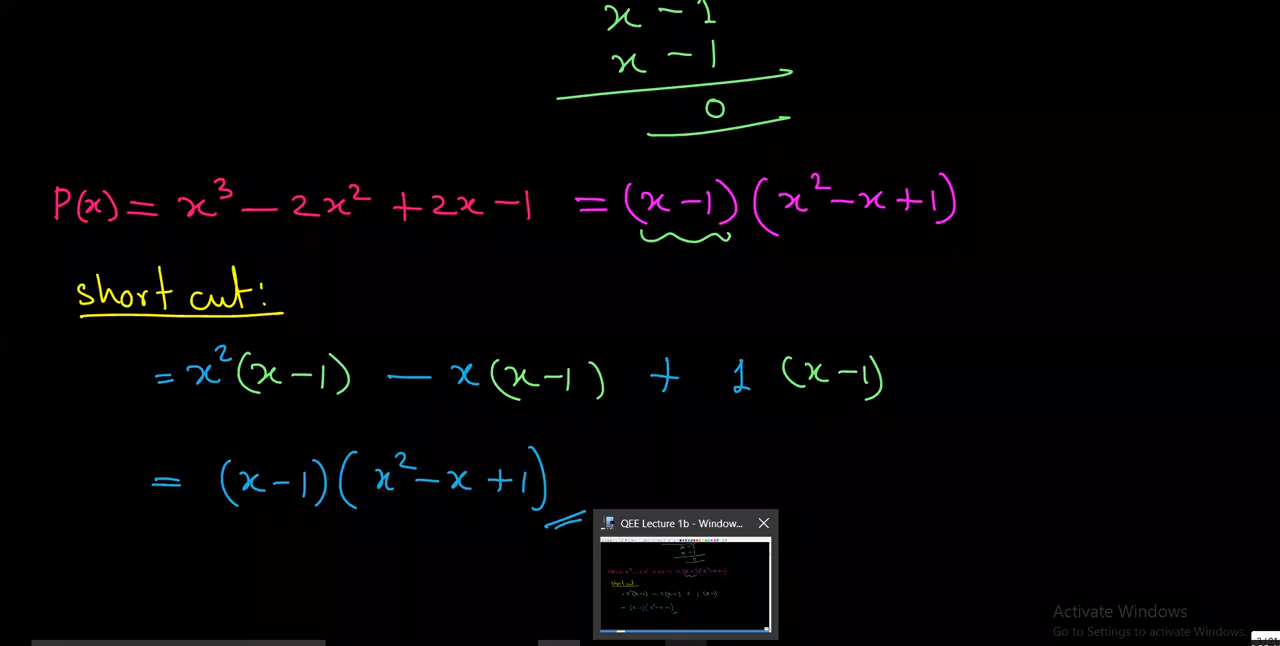 x - 1
x - 1
0
P(x) = x³ - 2x² + 2x - 1 = (x - 1)(x² - x + 1)
short cut:
= x²(x - 1) - x(x - 1) + 1 (x - 1)
= (x - 1)(x² - x + 1)
QEE Lecture 1b - Window...
Activate Windows
Go to Settings to activate Windows.